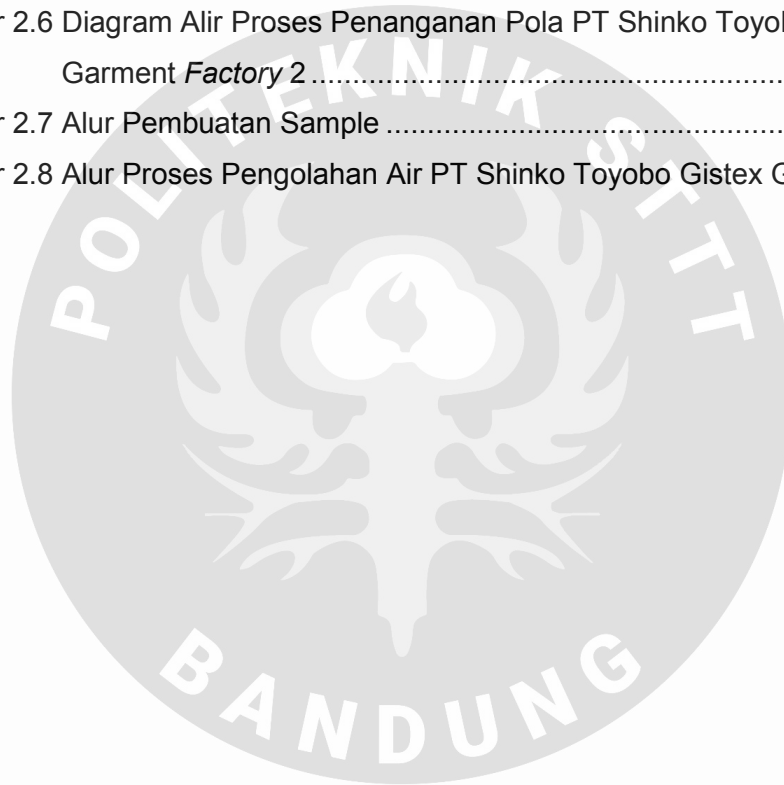 r 2.6 Diagram Alir Proses Penanganan Pola PT Shinko Toyo
Garment Factory 2
r 2.7 Alur Pembuatan Sample
r 2.8 Alur Proses Pengolahan Air PT Shinko Toyobo Gistex G
POLITEKNIK STTT
BANDUNG